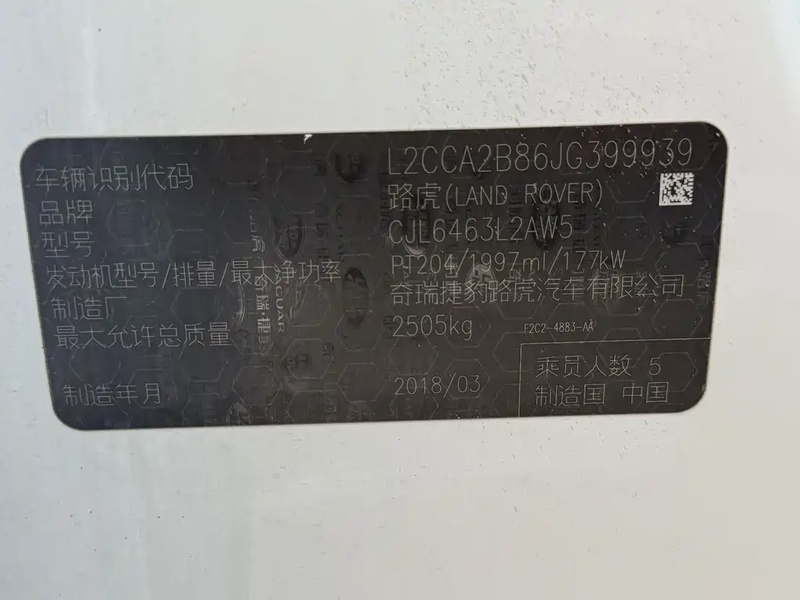 车辆识别代码 L2CCA2B86JG399939
品牌 路虎(LAND ROVER)
型号 CJL6463L2AW5
发动机型号/排量/最大净功率 PT204/1997ml/177kW
制造厂 奇瑞捷豹路虎汽车有限公司
最大允许总质量 2505kg F2C2-4883-AA
乘员人数 5
制造年月 2018/03 制造国 中国
JAGUAR